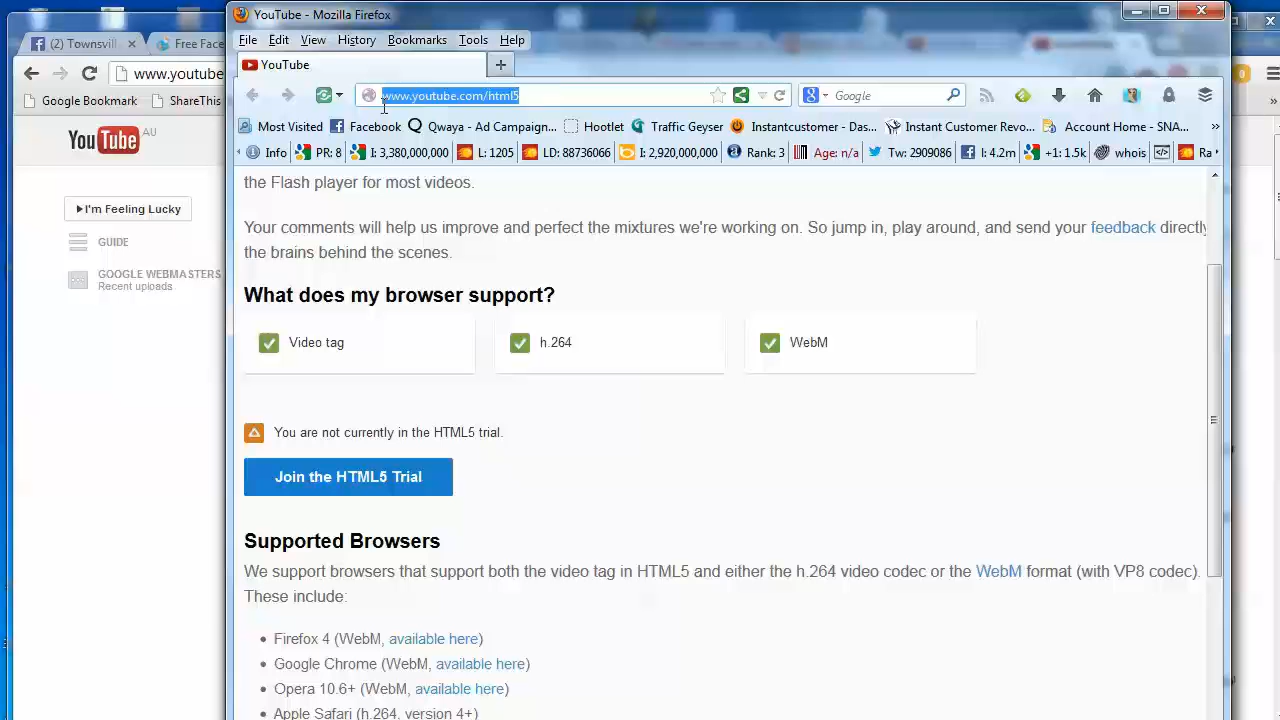 YouTube - Mozilla Firefox
File Edit View History Bookmarks Tools Help
(2) Townsvill
Free Face
YouTube
www.youtube
www.youtube.com/html5
Google
Google Bookmark
ShareThis
Most Visited Facebook Qwaya - Ad Campaign... Hootlet Traffic Geyser Instantcustomer - Das... Instant Customer Revo... Account Home - SNA...
Info PR: 8 I: 3,380,000,000 L: 1205 LD: 88736066 I: 2,920,000,000 Rank: 3 Age: n/a Tw: 2909086 I: 4.2m +1: 1.5k whois Ra
YouTube AU
I'm Feeling Lucky
GUIDE
GOOGLE WEBMASTERS
Recent uploads
the Flash player for most videos.
Your comments will help us improve and perfect the mixtures we're working on. So jump in, play around, and send your feedback directly
the brains behind the scenes.
What does my browser support?
Video tag
h.264
WebM
You are not currently in the HTML5 trial.
Join the HTML5 Trial
Supported Browsers
We support browsers that support both the video tag in HTML5 and either the h.264 video codec or the WebM format (with VP8 codec).
These include:
Firefox 4 (WebM, available here)
Google Chrome (WebM, available here)
Opera 10.6+ (WebM, available here)
Apple Safari (h.264, version 4+)